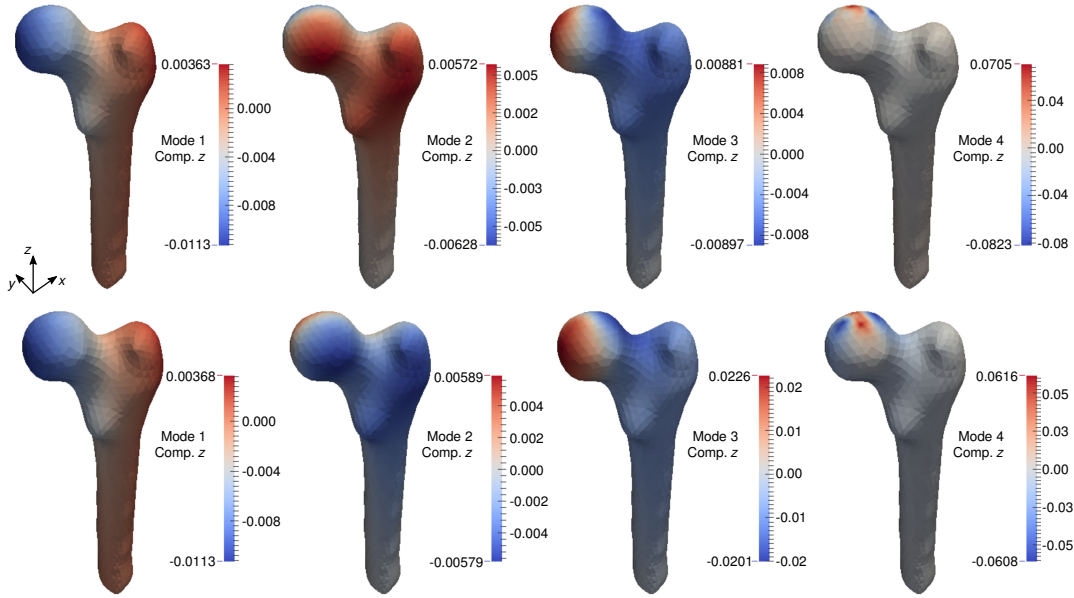 0.00363
0.000
Mode 1
Comp. z
-0.004
-0.008
-0.0113
0.00572
0.005
0.003
Mode 2
Comp. z
0.000
-0.003
-0.005
-0.00628
0.00881
0.008
0.004
Mode 3
Comp. z
0.000
-0.004
-0.008
-0.00897
0.0705
0.04
Mode 4
Comp. z
0.00
-0.04
-0.08
-0.0823
z
y
x
0.00368
0.000
Mode 1
Comp. z
-0.004
-0.008
-0.0113
0.00589
0.004
0.002
Mode 2
Comp. z
0.000
-0.002
-0.004
-0.00579
0.0226
0.02
0.01
Mode 3
Comp. z
0.00
-0.01
-0.02
-0.0201
0.0616
0.05
0.03
Mode 4
Comp. z
0.00
-0.03
-0.05
-0.0608